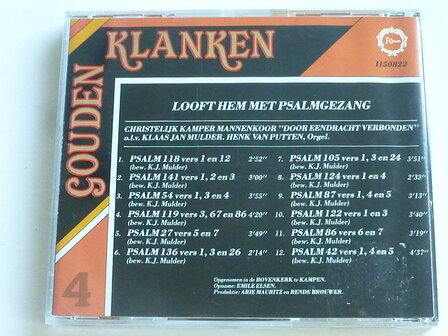 GOUDEN
KLANKEN
1150822
LOOFT HEM MET PSALMGEZANG
CHRISTELIJK KAMPER MANNENKOOR "DOOR EENDRACHT VERBONDEN"
o.l.v. KLAAS JAN MULDER. HENK VAN PUTTEN, Orgel.
1. PSALM 118 vers 1 en 12 2'52"
(bew. K.J. Mulder)
2. PSALM 141 vers 1, 2 en 3 3'00"
(bew. K.J. Mulder)
3. PSALM 54 vers 1, 3 en 4 3'55"
(bew. K.J. Mulder)
4. PSALM 119 vers 3, 67 en 86 4'20"
(bew. K.J. Mulder)
5. PSALM 27 vers 5 en 7 3'49"
(bew. K.J. Mulder)
6. PSALM 136 vers 1, 3 en 26 2'14"
(bew. K.J. Mulder)
7. PSALM 105 vers 1, 3 en 24 3'51"
(bew. K.J. Mulder)
8. PSALM 124 vers 1 en 4 2'33"
(bew. K.J. Mulder)
9. PSALM 87 vers 1, 4 en 5 3'13"
(bew. K.J. Mulder)
10. PSALM 122 vers 1 en 3 3'40"
(bew. K.J. Mulder)
11. PSALM 86 vers 6 en 7 3'19"
(bew. K.J. Mulder)
12. PSALM 42 vers 1, 4 en 5 4'37"
(bew. K.J. Mulder)
Opgenomen in de BOVENKERK te KAMPEN.
Opname: EMILE ELSEN.
Produktie: ARIE MAURITZ en RENDE BROUWER.
4